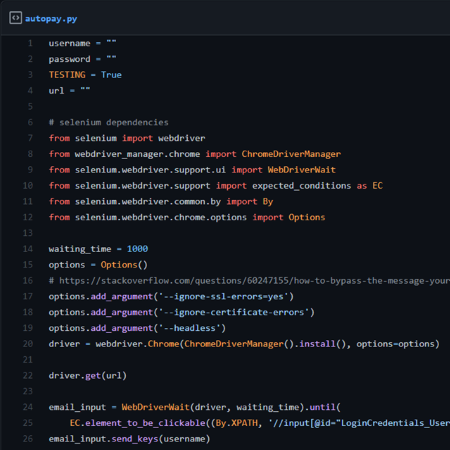 autopay.py
1 username = ""
2 password = ""
3 TESTING = True
4 url = ""
5
6 # selenium dependencies
7 from selenium import webdriver
8 from webdriver_manager.chrome import ChromeDriverManager
9 from selenium.webdriver.support.ui import WebDriverWait
10 from selenium.webdriver.support import expected_conditions as EC
11 from selenium.webdriver.common.by import By
12 from selenium.webdriver.chrome.options import Options
13
14 waiting_time = 1000
15 options = Options()
16 # https://stackoverflow.com/questions/60247155/how-to-bypass-the-message-your
17 options.add_argument('--ignore-ssl-errors=yes')
18 options.add_argument('--ignore-certificate-errors')
19 options.add_argument('--headless')
20 driver = webdriver.Chrome(ChromeDriverManager().install(), options=options)
21
22 driver.get(url)
23
24 email_input = WebDriverWait(driver, waiting_time).until(
25 EC.element_to_be_clickable((By.XPATH, '//input[@id="LoginCredentials_User
26 email_input.send_keys(username)